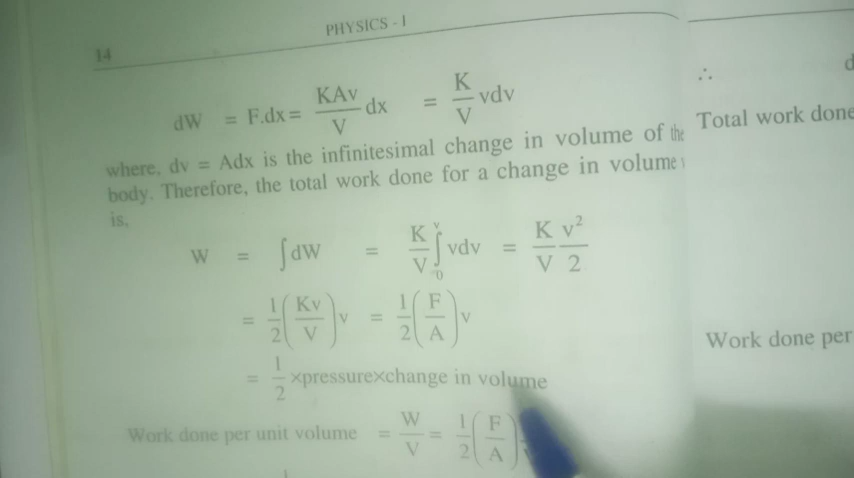 PHYSICS - I
14
dW = F.dx = KAv/V dx = K/V vdv
where, dv = Adx is the infinitesimal change in volume of the
body. Therefore, the total work done for a change in volume v
is,
W = ∫dW = K/V ∫₀ᵛ vdv = K/V v²/2
= 1/2 (Kv/V) v = 1/2 (F/A) v
= 1/2 ×pressure×change in volume
Work done per unit volume = W/V = 1/2 (F/A)
∴ d
Total work done
Work done per